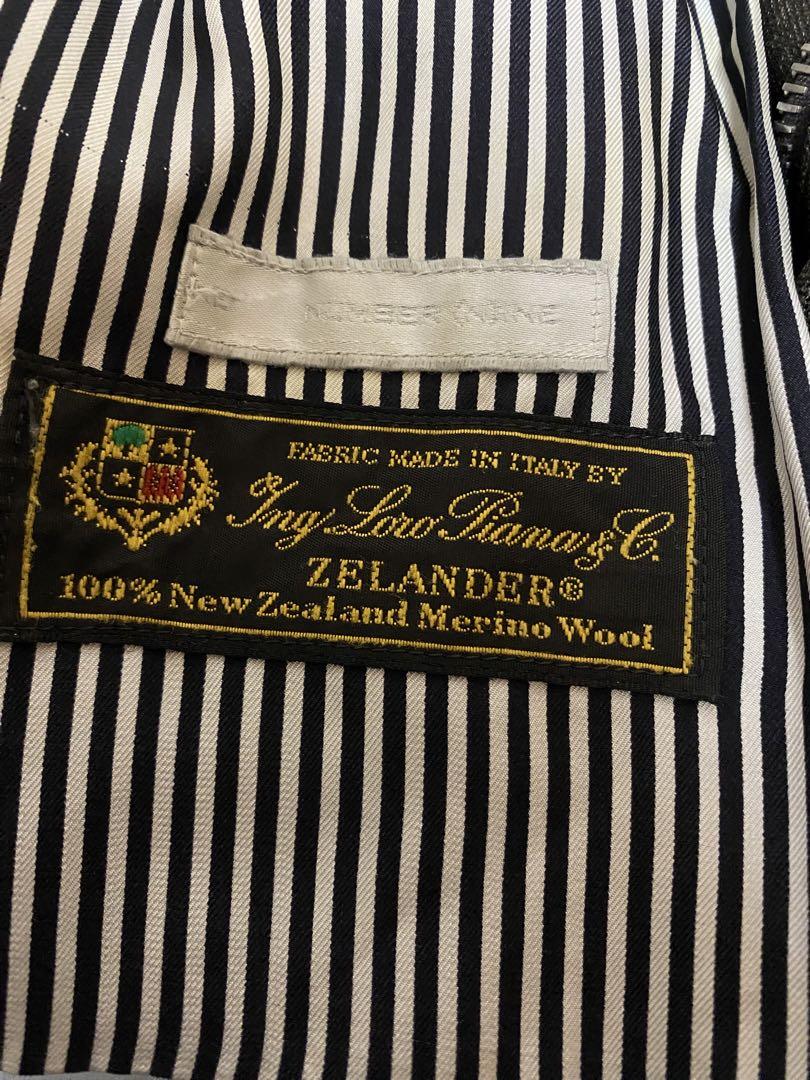 NUMBER (N)INE
FABRIC MADE IN ITALY BY
Ing. Loro Piana & C.
ZELANDER®
100% New Zealand Merino Wool